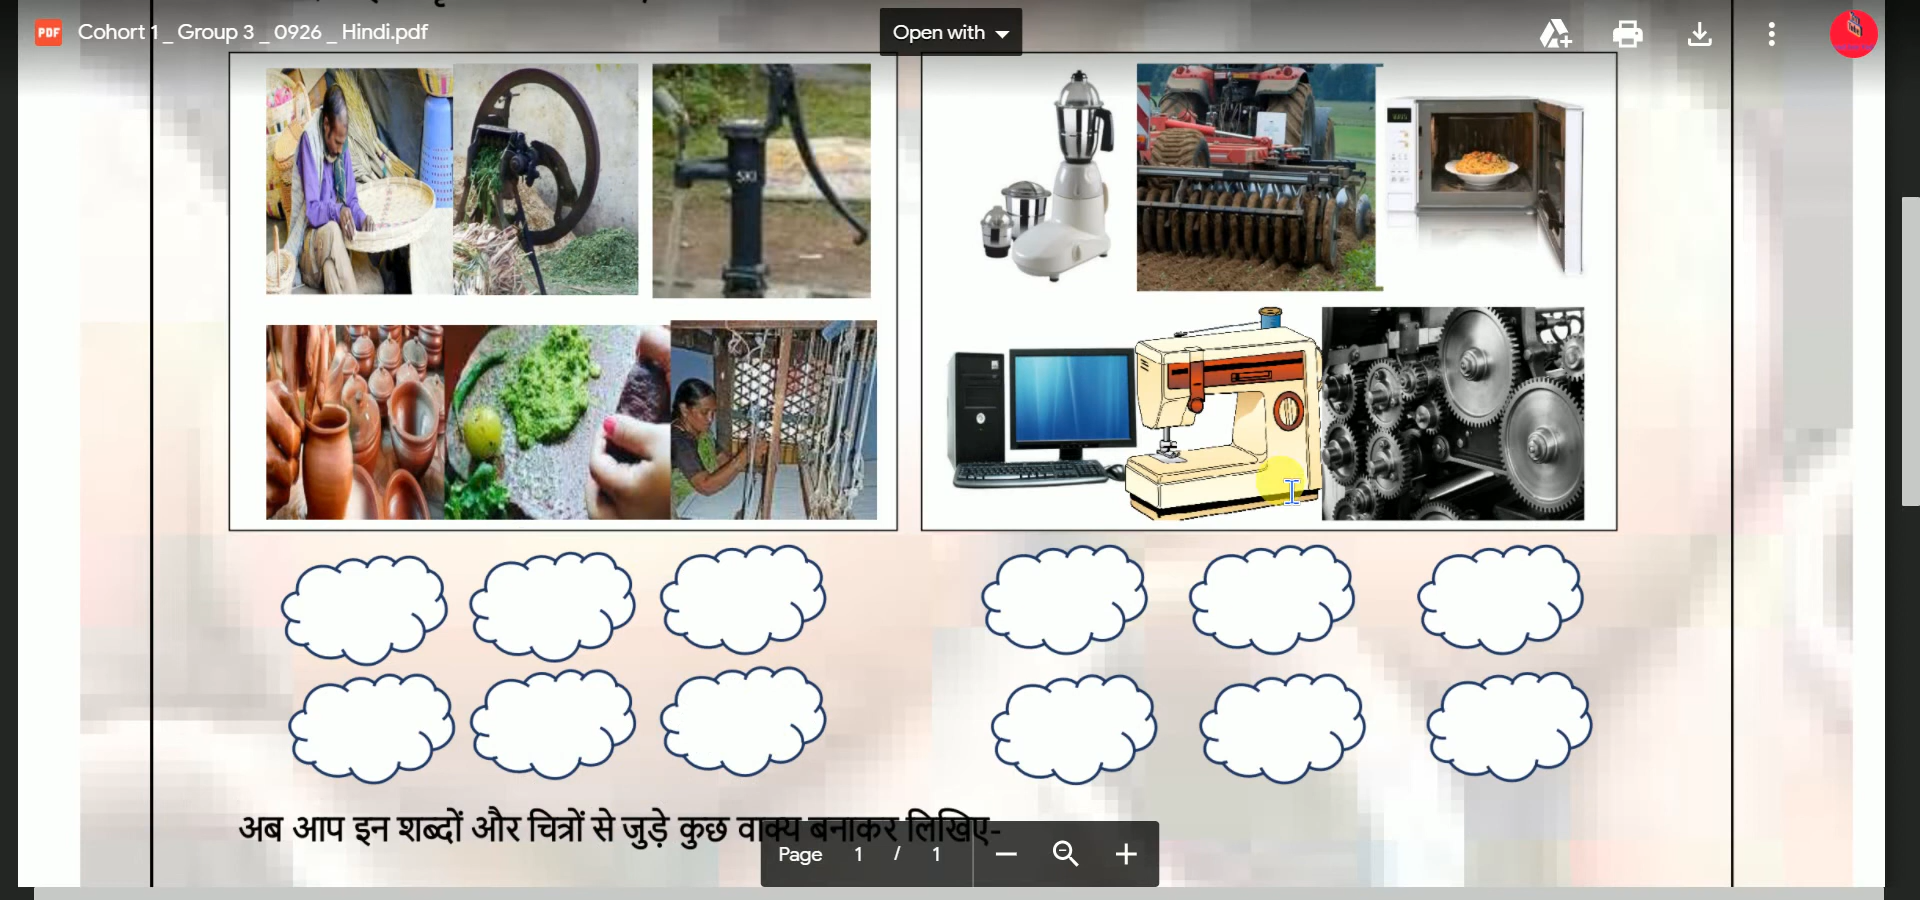 PDF Cohort 1 _ Group 3 _ 0926 _ Hindi.pdf
Open with
अब आप इन शब्दों और चित्रों से जुड़े कुछ वाक्य बनाकर लिखिए-
Page 1 / 1